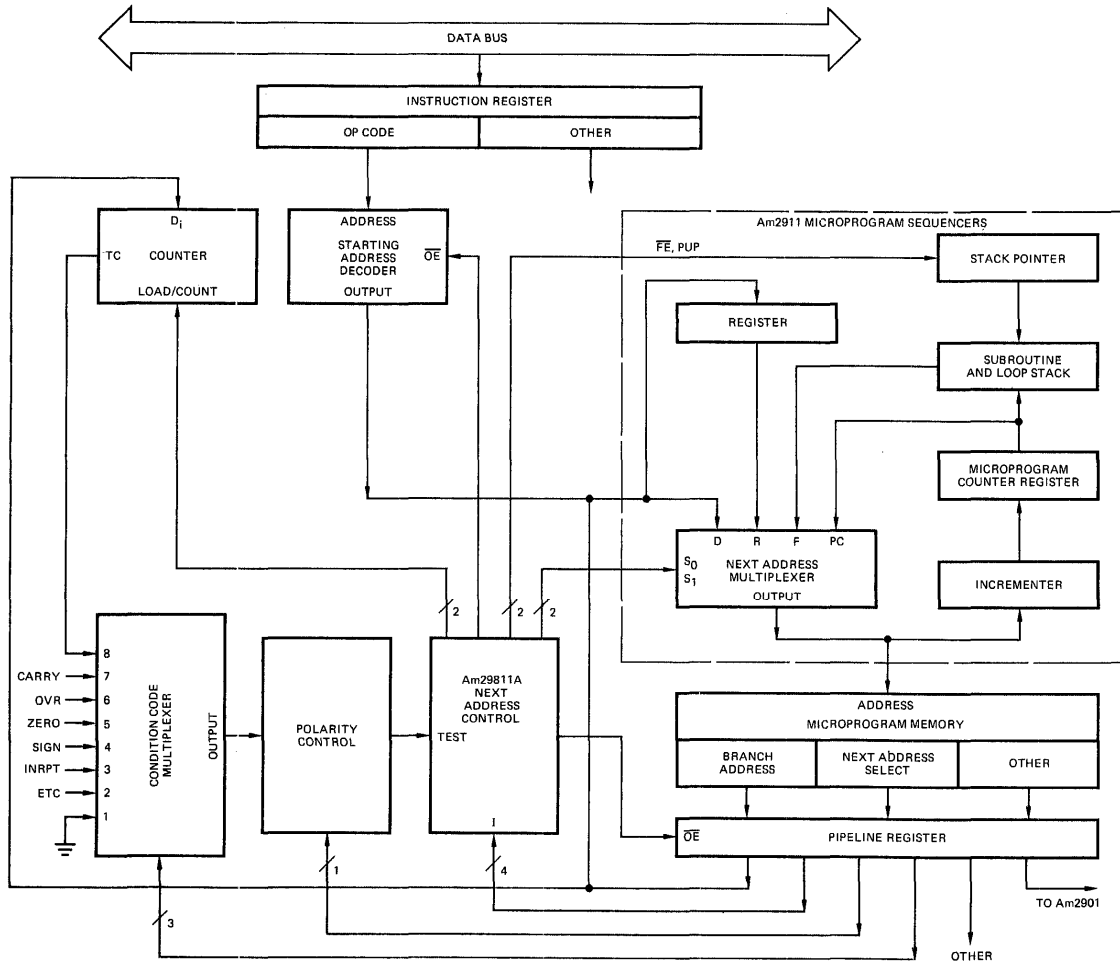 DATA BUS
INSTRUCTION REGISTER
OP CODE
OTHER
Di
TC
COUNTER
LOAD/COUNT
ADDRESS
STARTING
ADDRESS
DECODER
OE
OUTPUT
Am2911 MICROPROGRAM SEQUENCERS
FE, PUP
STACK POINTER
REGISTER
SUBROUTINE
AND LOOP STACK
MICROPROGRAM
COUNTER REGISTER
D R F PC
S0
S1
NEXT ADDRESS
MULTIPLEXER
OUTPUT
INCREMENTER
2
2
2
8
CARRY 7
OVR 6
ZERO 5
SIGN 4
INRPT 3
ETC 2
1
CONDITION CODE
MULTIPLEXER
OUTPUT
POLARITY
CONTROL
Am29811A
NEXT
ADDRESS
CONTROL
TEST
I
ADDRESS
MICROPROGRAM MEMORY
BRANCH
ADDRESS
NEXT ADDRESS
SELECT
OTHER
OE
PIPELINE REGISTER
1
4
3
TO Am2901
OTHER